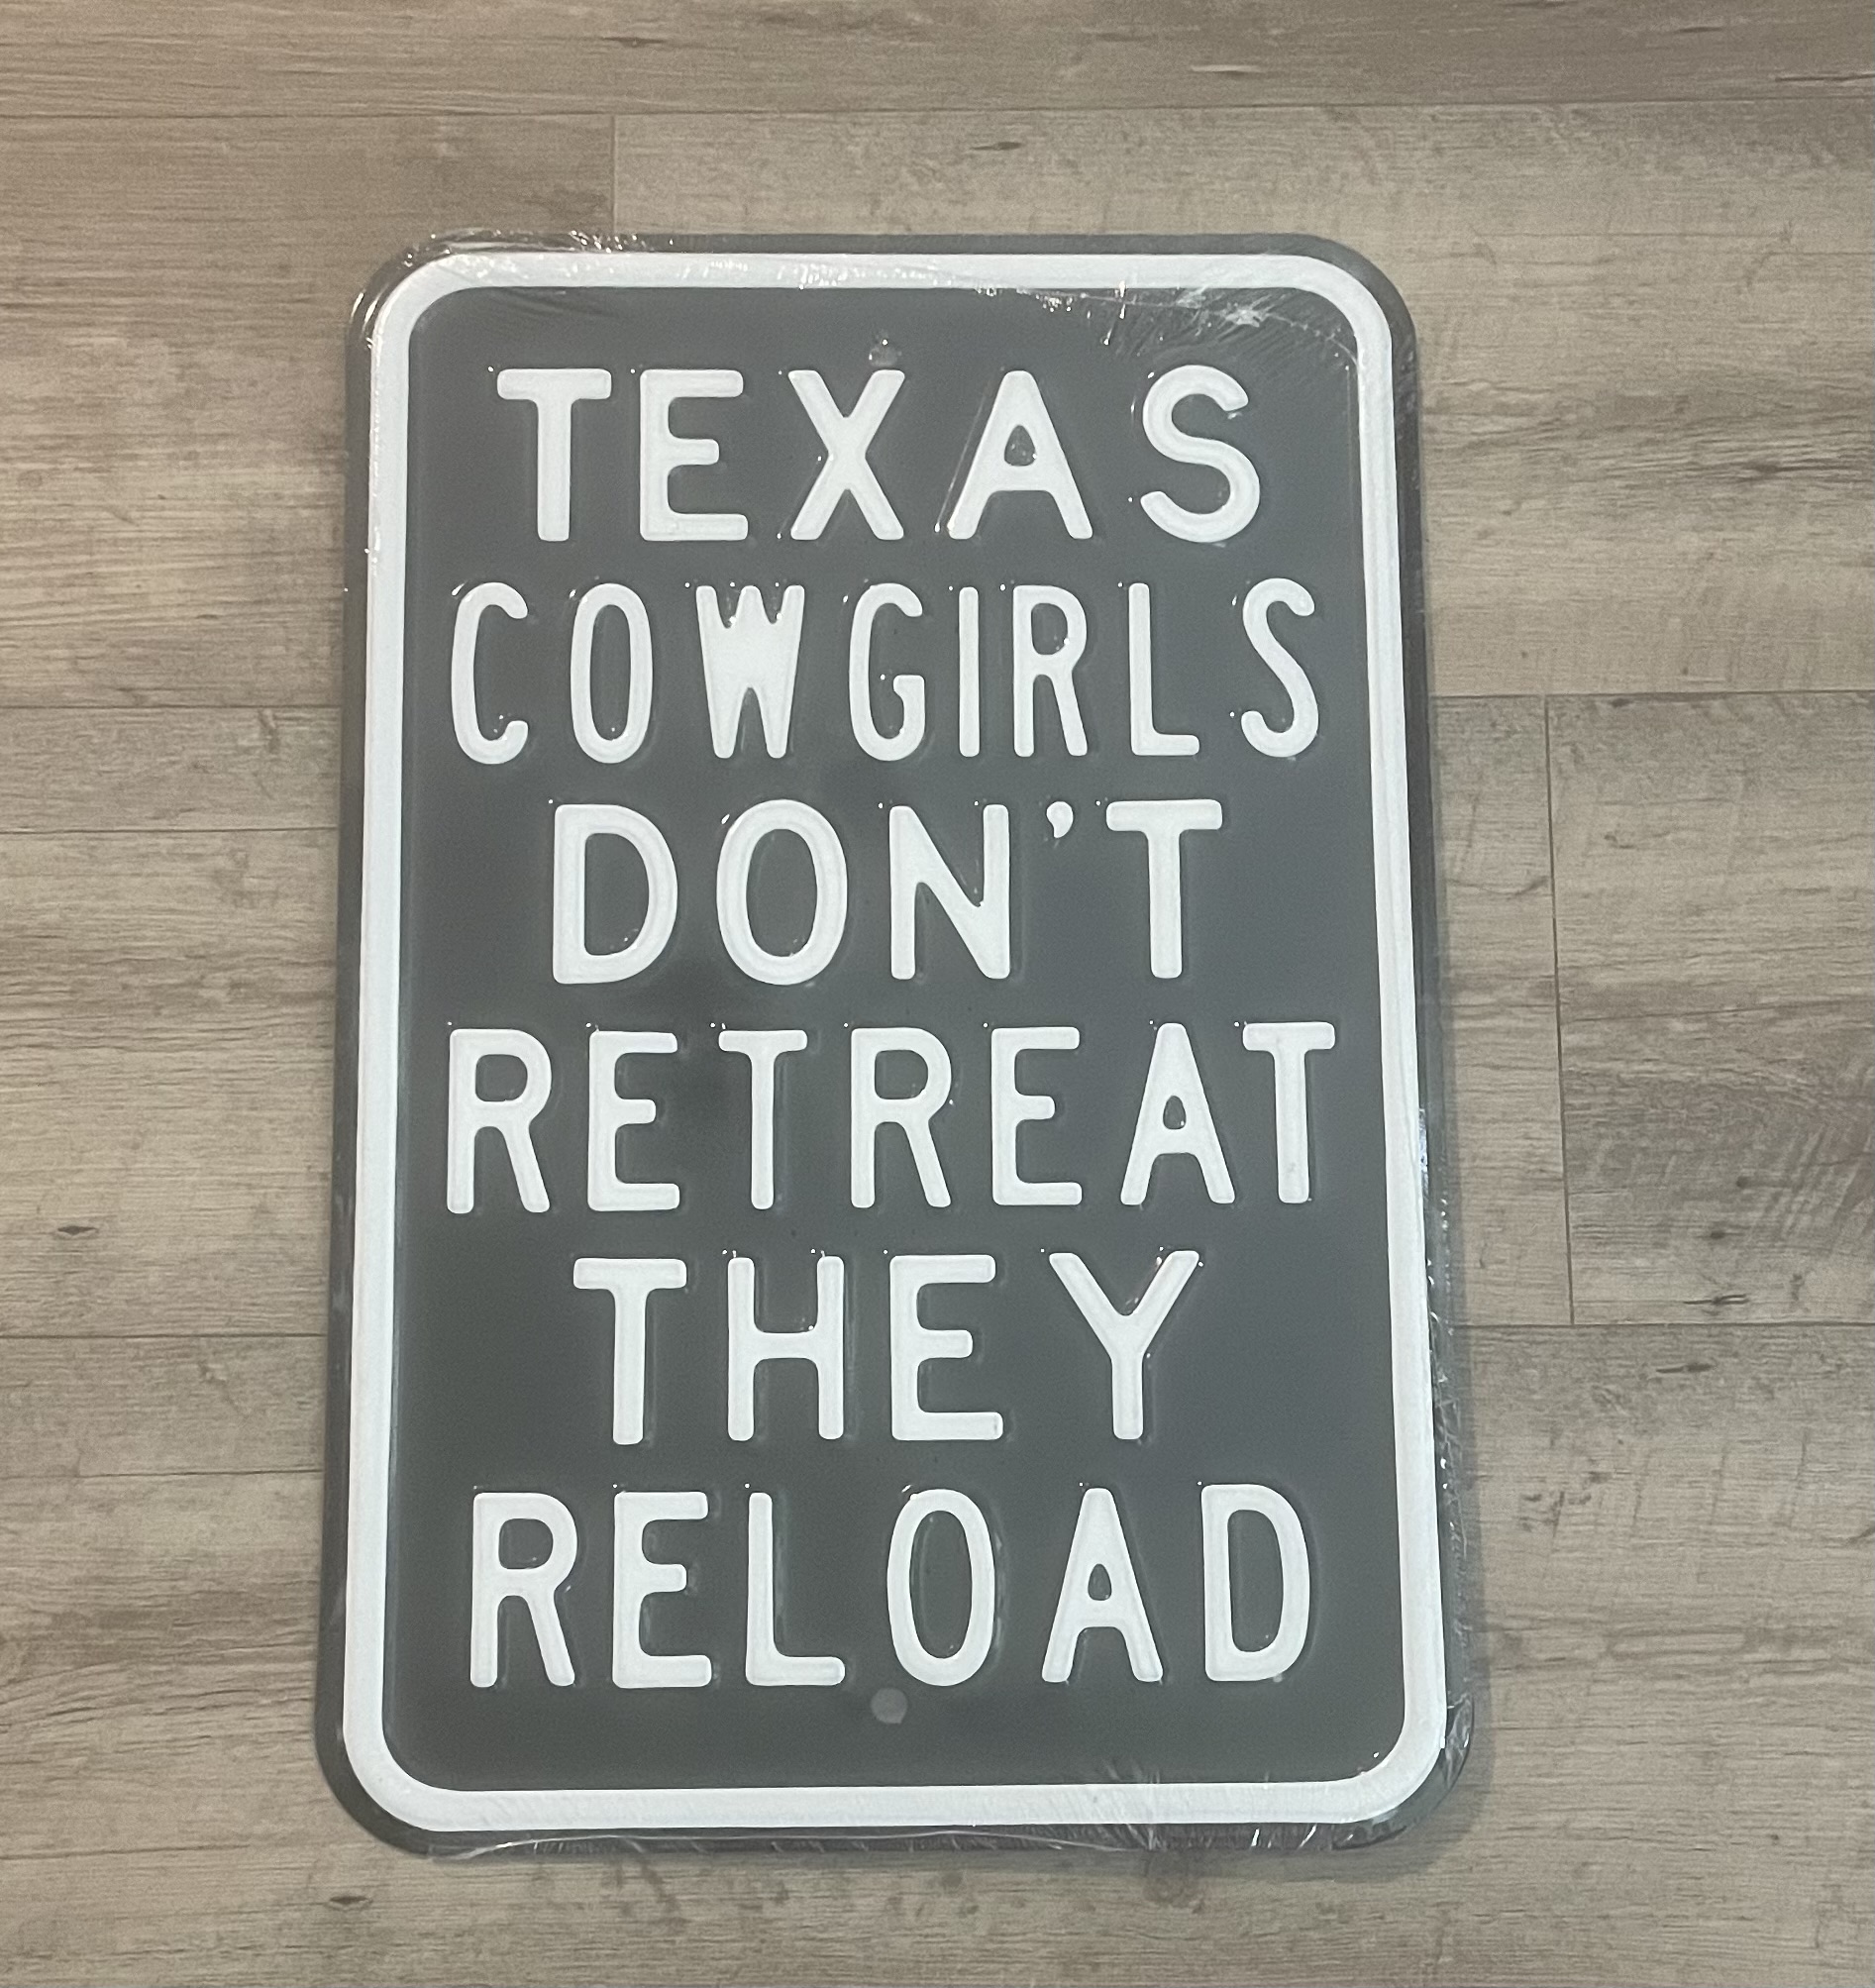 TEXAS
COWGIRLS
DON'T
RETREAT
THEY
RELOAD